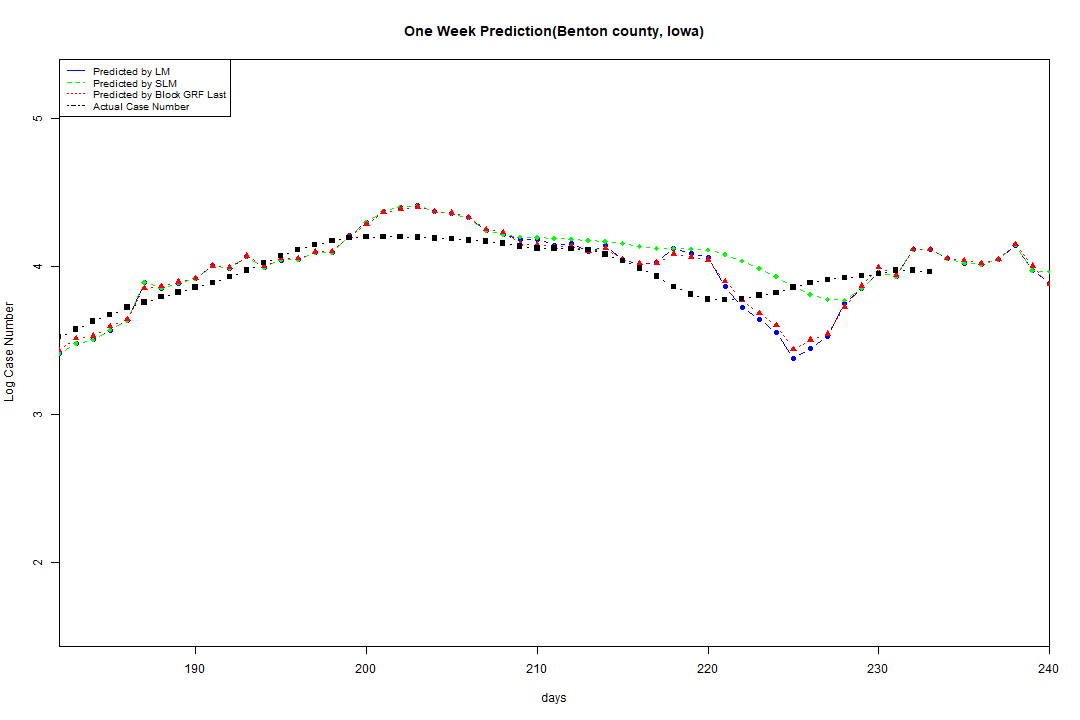 One Week Prediction(Benton county, Iowa)
Predicted by LM
Predicted by SLM
Predicted by Block GRF Last
Actual Case Number
5
4
3
2
Log Case Number
190 200 210 220 230 240
days